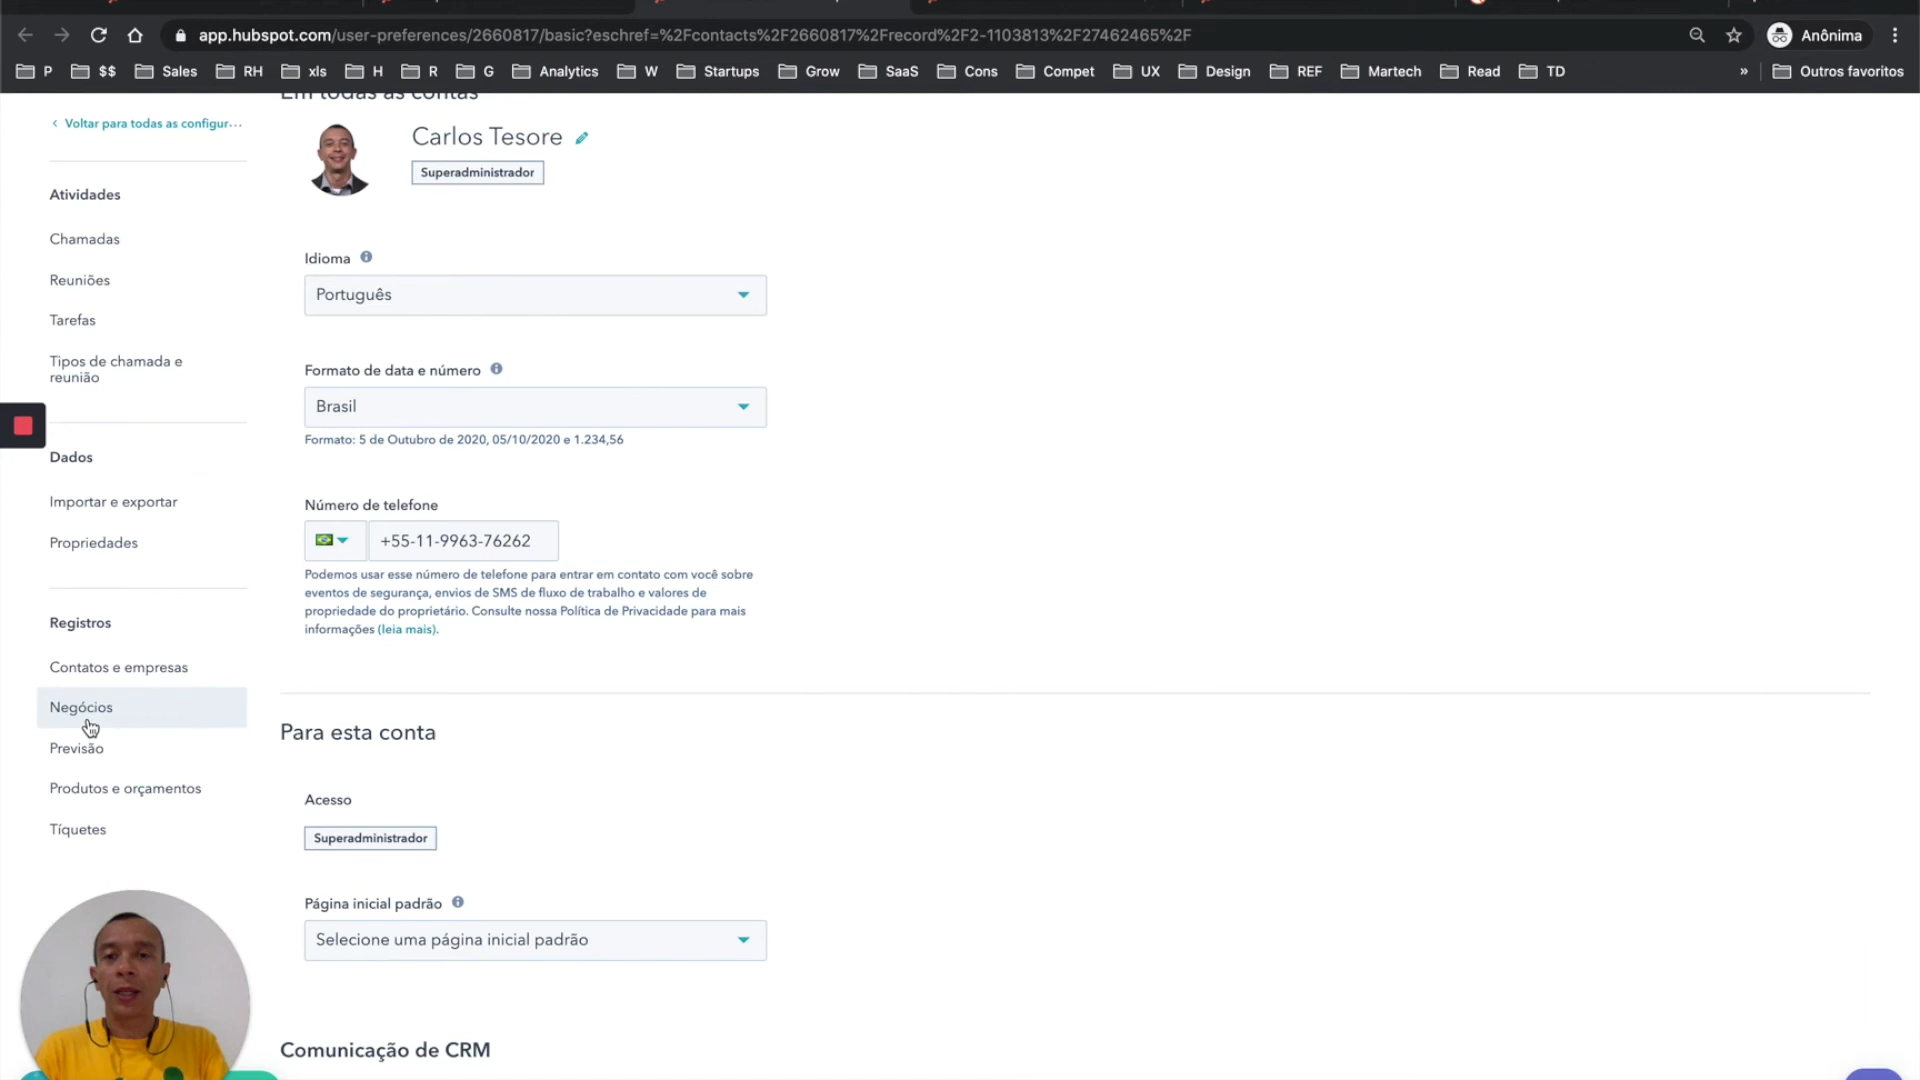 app.hubspot.com/user-preferences/2660817/basic?eschref=%2Fcontacts%2F2660817%2Frecord%2F2-1103813%2F27462465%2F
Anônima
P $$ Sales RH xls H R G Analytics W Startups Grow SaaS Cons Compet UX Design REF Martech Read TD » Outros favoritos
Em todas as contas
‹ Voltar para todas as configur...
Carlos Tesore
Superadministrador
Atividades
Chamadas
Reuniões
Tarefas
Tipos de chamada e
reunião
Dados
Importar e exportar
Propriedades
Registros
Contatos e empresas
Negócios
Previsão
Produtos e orçamentos
Tíquetes
Idioma
Português
Formato de data e número
Brasil
Formato: 5 de Outubro de 2020, 05/10/2020 e 1.234,56
Número de telefone
+55-11-9963-76262
Podemos usar esse número de telefone para entrar em contato com você sobre
eventos de segurança, envios de SMS de fluxo de trabalho e valores de
propriedade do proprietário. Consulte nossa Política de Privacidade para mais
informações (leia mais).
Para esta conta
Acesso
Superadministrador
Página inicial padrão
Selecione uma página inicial padrão
Comunicação de CRM